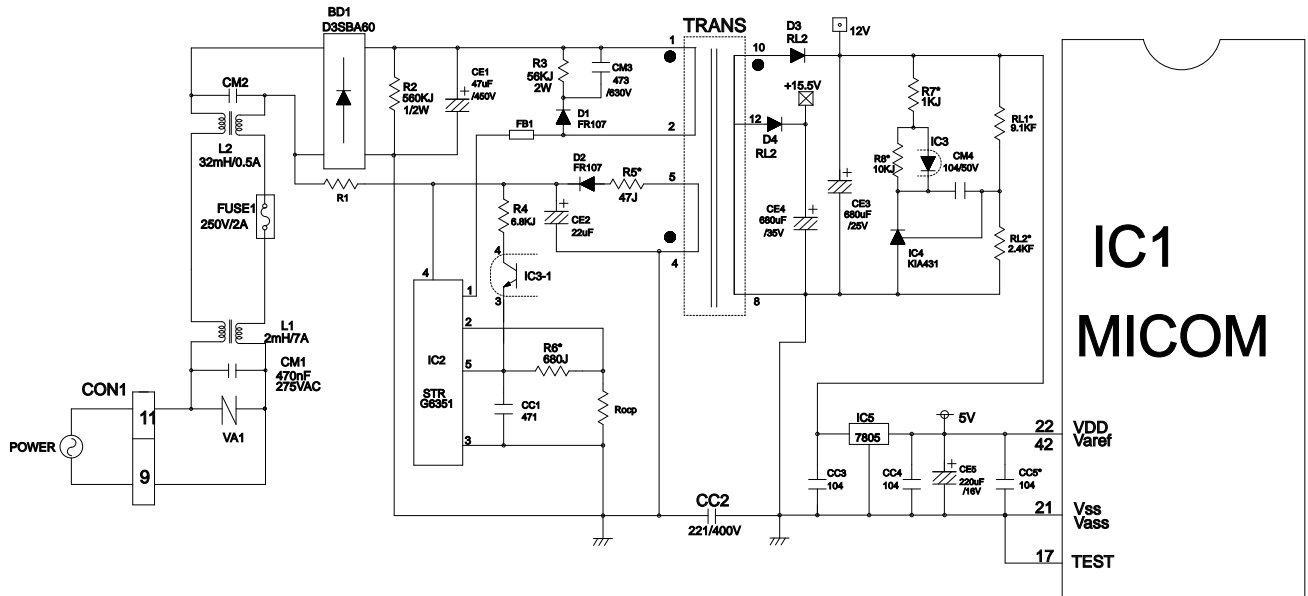 BD1
D3SBA60
CM2
L2
32mH/0.5A
FUSE1
250V/2A
L1
2mH/7A
CM1
470nF
275VAC
CON1
11
9
POWER
VA1
R2
560KJ
1/2W
CE1
47uF
/450V
R3
56KJ
2W
CM3
473
/630V
D1
FR107
FB1
R1
D2
FR107
R5*
47J
R4
6.8KJ
CE2
22uF
4
IC3-1
3
4
1
2
5
3
IC2
STR
G6351
R6*
680J
CC1
471
Rocp
TRANS
1
2
5
4
10
12
8
D3
RL2
12V
+15.5V
D4
RL2
R7*
1KJ
RL1*
9.1KF
IC3
R8*
10KJ
CM4
104/50V
CE4
680uF
/35V
CE3
680uF
/25V
IC4
KIA431
RL2*
2.4KF
CC2
221/400V
IC5
7805
5V
CC3
104
CC4
104
CE5
220uF
/16V
CC5*
104
22
42
21
17
VDD
Varef
Vss
Vass
TEST
IC1
MICOM